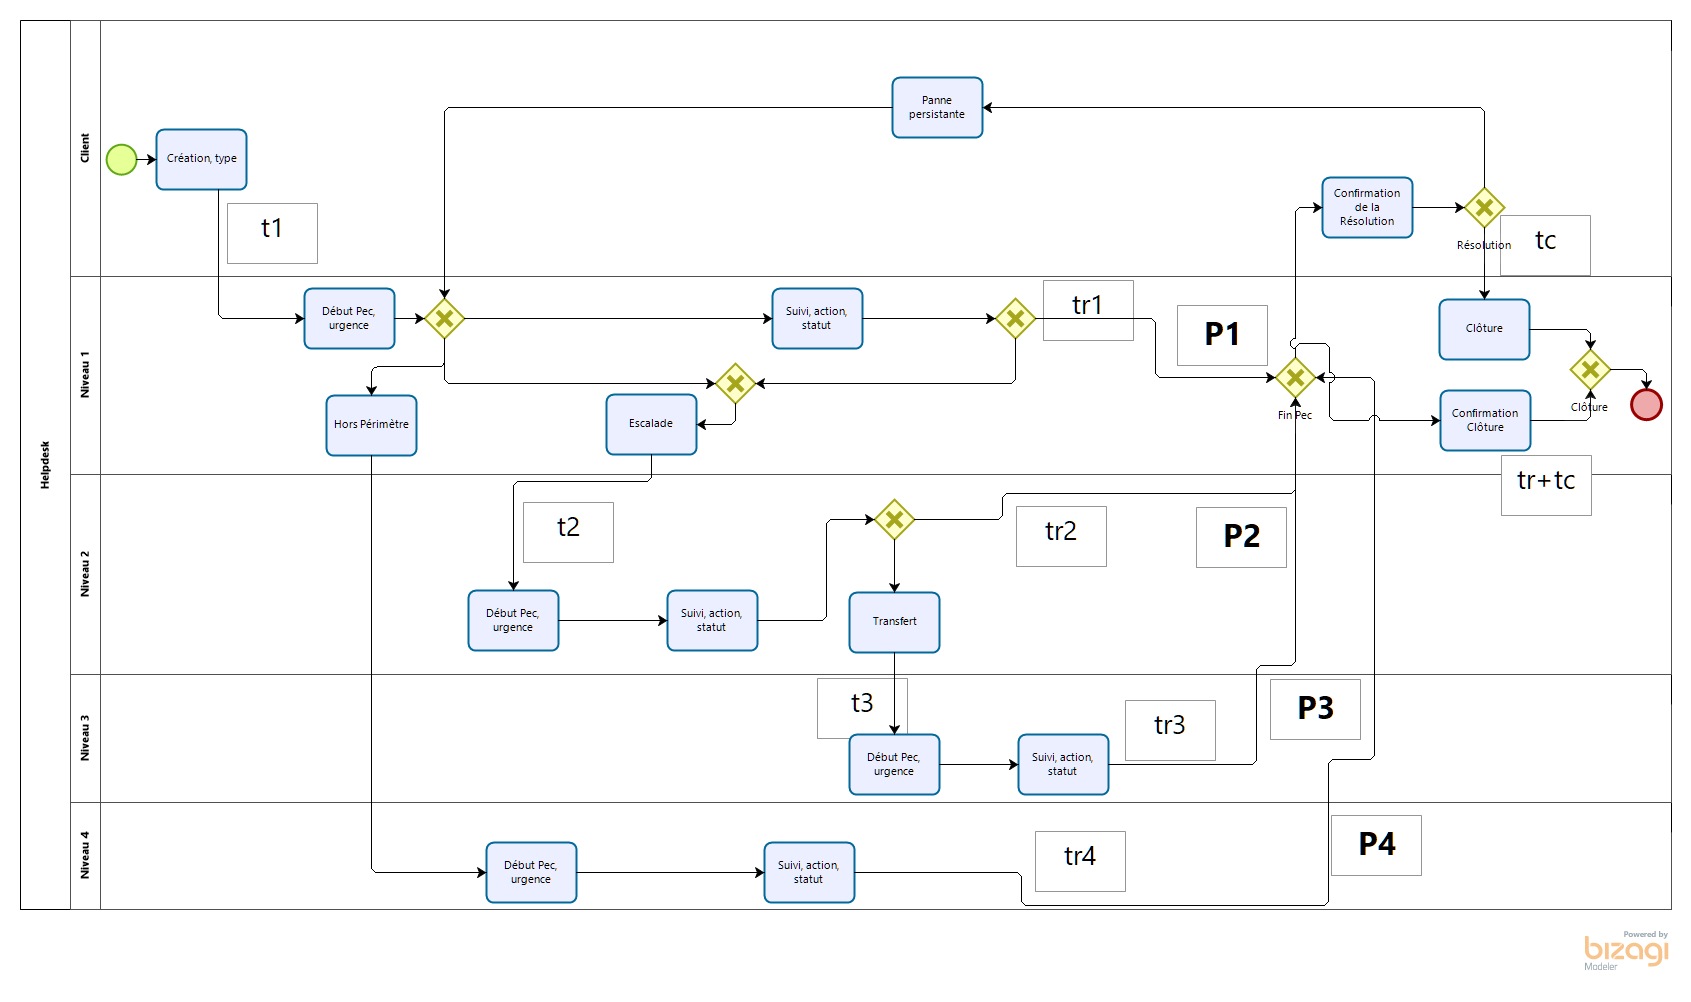 Helpdesk
Client
Panne
persistante
Création, type
Confirmation
de la
Résolution
t1
Résolution
tc
Niveau 1
Début Pec,
urgence
Suivi, action,
statut
tr1
P1
Clôture
Hors Périmètre
Escalade
Fin Pec
Confirmation
Clôture
Clôture
tr+tc
Niveau 2
t2
tr2
P2
Début Pec,
urgence
Suivi, action,
statut
Transfert
Niveau 3
t3
tr3
P3
Début Pec,
urgence
Suivi, action,
statut
Niveau 4
tr4
P4
Début Pec,
urgence
Suivi, action,
statut
Powered by
bizagi
Modeler